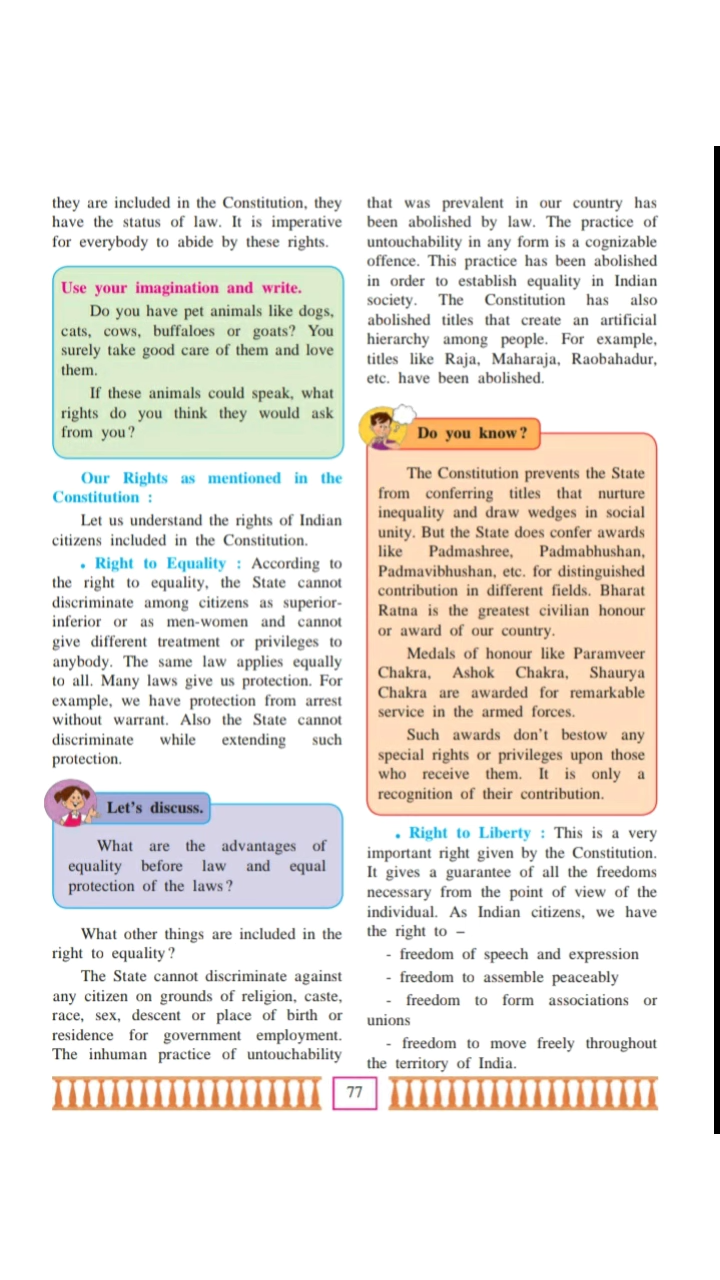 they are included in the Constitution, they
have the status of law. It is imperative
for everybody to abide by these rights.
Use your imagination and write.
Do you have pet animals like dogs,
cats, cows, buffaloes or goats? You
surely take good care of them and love
them.
If these animals could speak, what
rights do you think they would ask
from you?
Our Rights as mentioned in the
Constitution :
Let us understand the rights of Indian
citizens included in the Constitution.
• Right to Equality : According to
the right to equality, the State cannot
discriminate among citizens as superior-
inferior or as men-women and cannot
give different treatment or privileges to
anybody. The same law applies equally
to all. Many laws give us protection. For
example, we have protection from arrest
without warrant. Also the State cannot
discriminate while extending such
protection.
Let's discuss.
What are the advantages of
equality before law and equal
protection of the laws?
What other things are included in the
right to equality?
The State cannot discriminate against
any citizen on grounds of religion, caste,
race, sex, descent or place of birth or
residence for government employment.
The inhuman practice of untouchability
that was prevalent in our country has
been abolished by law. The practice of
untouchability in any form is a cognizable
offence. This practice has been abolished
in order to establish equality in Indian
society. The Constitution has also
abolished titles that create an artificial
hierarchy among people. For example,
titles like Raja, Maharaja, Raobahadur,
etc. have been abolished.
Do you know?
The Constitution prevents the State
from conferring titles that nurture
inequality and draw wedges in social
unity. But the State does confer awards
like Padmashree, Padmabhushan,
Padmavibhushan, etc. for distinguished
contribution in different fields. Bharat
Ratna is the greatest civilian honour
or award of our country.
Medals of honour like Paramveer
Chakra, Ashok Chakra, Shaurya
Chakra are awarded for remarkable
service in the armed forces.
Such awards don't bestow any
special rights or privileges upon those
who receive them. It is only a
recognition of their contribution.
• Right to Liberty : This is a very
important right given by the Constitution.
It gives a guarantee of all the freedoms
necessary from the point of view of the
individual. As Indian citizens, we have
the right to –
- freedom of speech and expression
- freedom to assemble peaceably
- freedom to form associations or
unions
- freedom to move freely throughout
the territory of India.
77